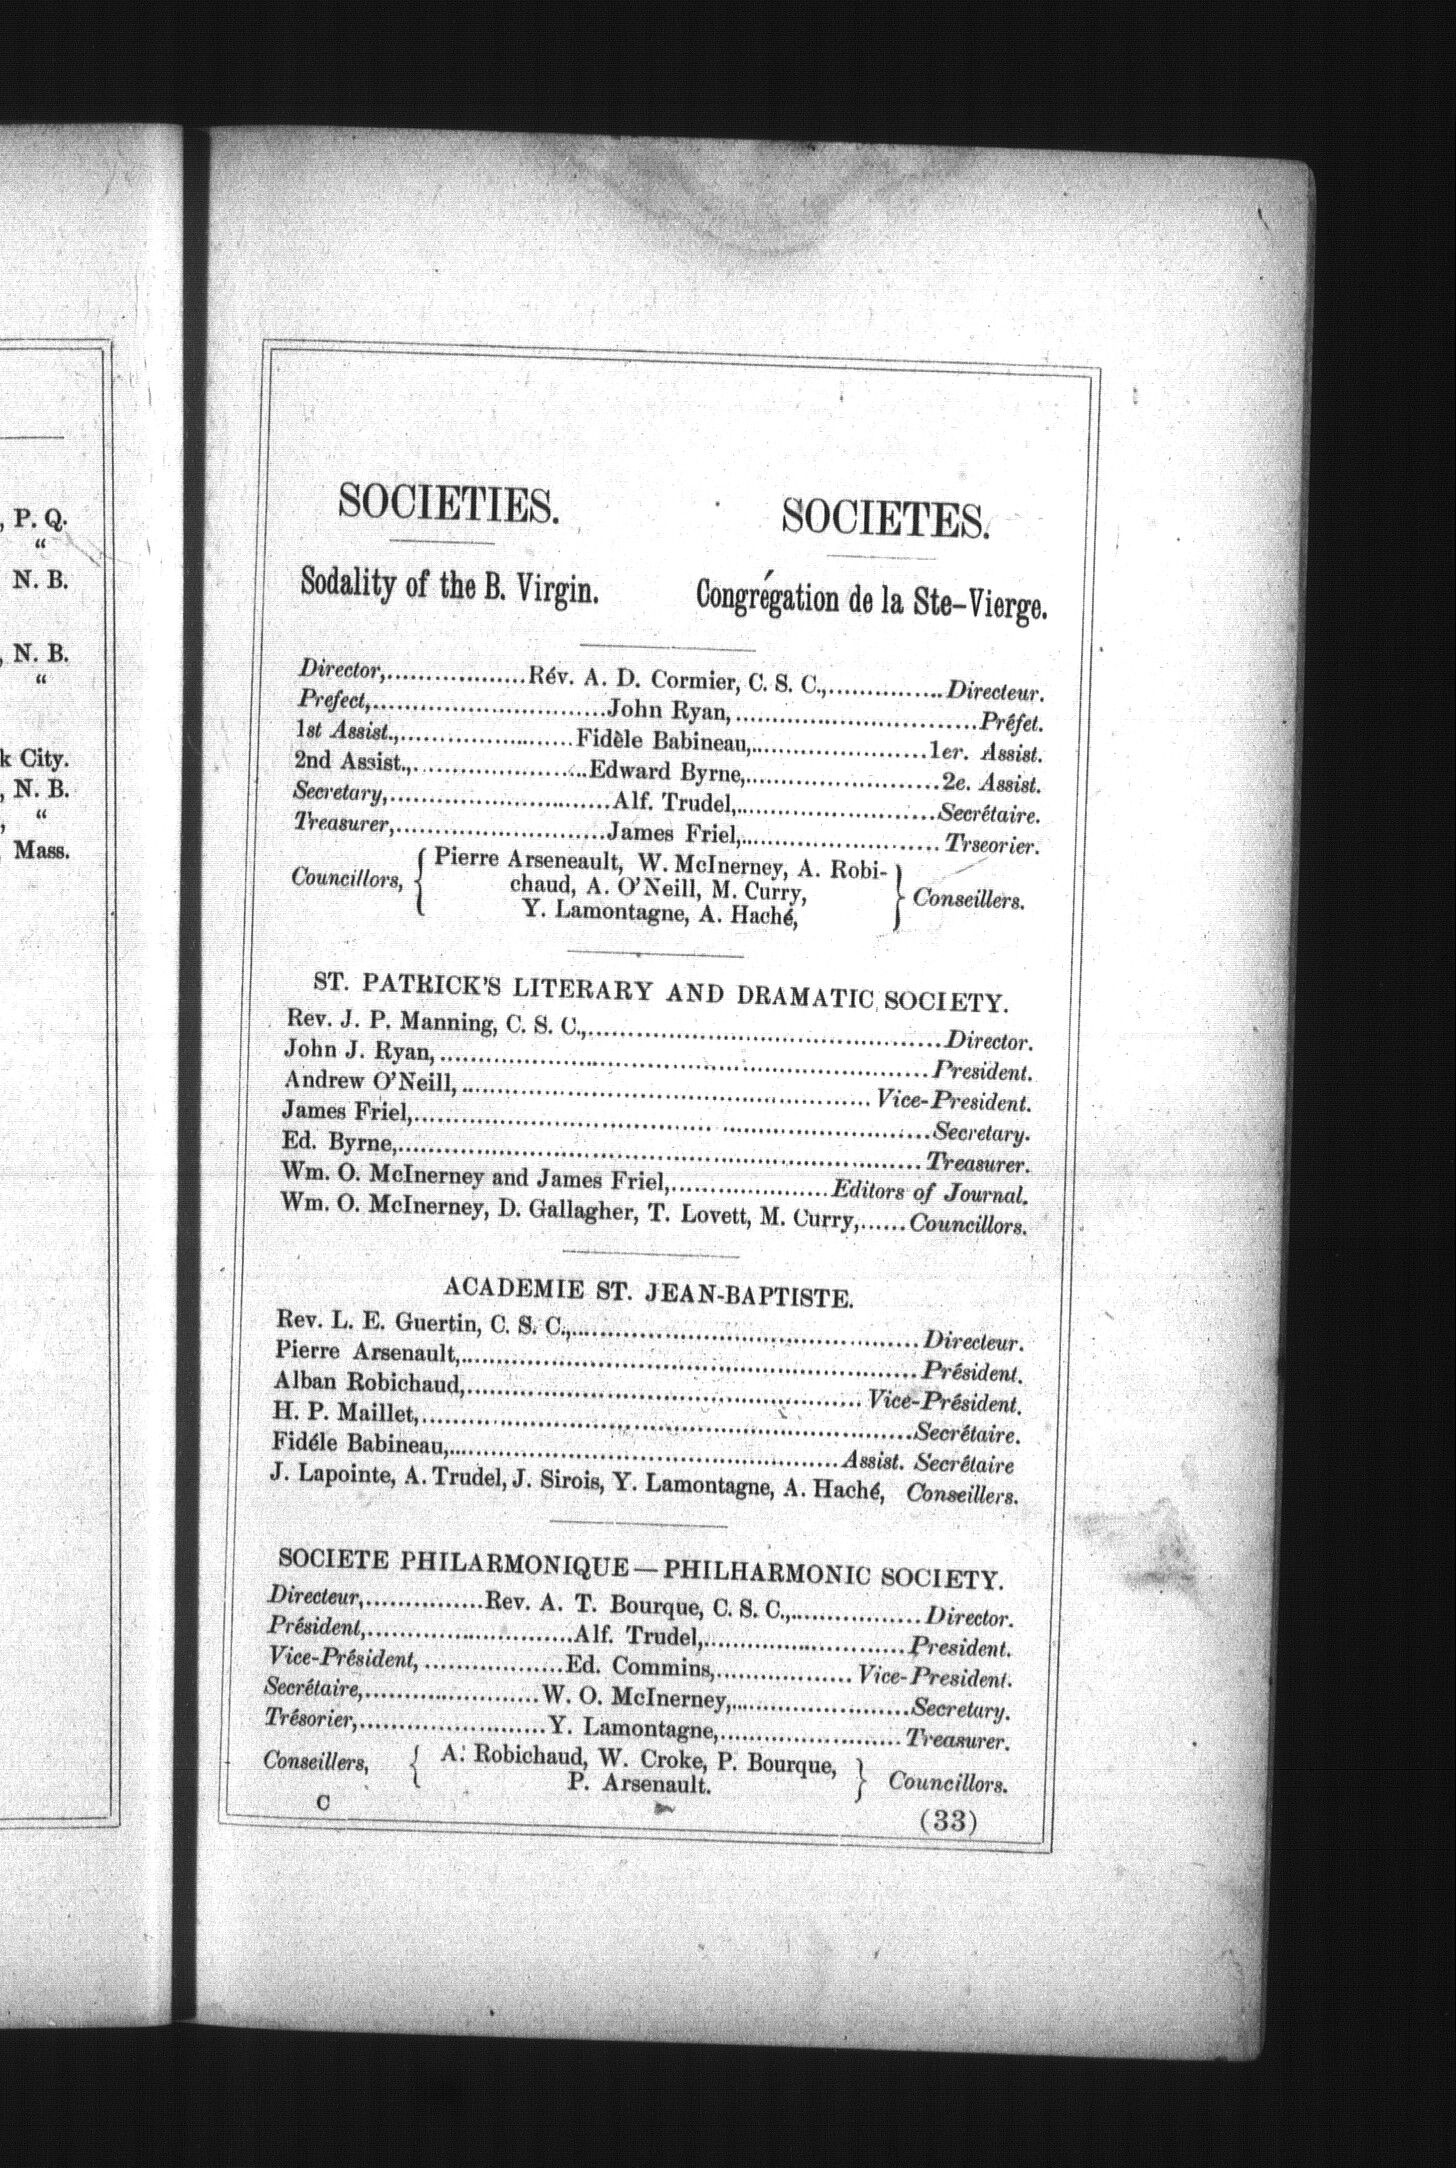 , P. Q.
“
N. B.
, N. B.
“
k City.
, N. B.
, “
Mass.
SOCIETIES. SOCIETES.
Sodality of the B. Virgin. Congrégation de la Ste-Vierge.
Director,..................Rév. A. D. Cormier, C. S. C.,...............Directeur.
Prefect,..............................John Ryan,................................Préfet.
1st Assist.,.......................Fidèle Babineau,.......................1er. Assist.
2nd Assist.,.......................Edward Byrne,.........................2e. Assist.
Secretary,.............................Alf. Trudel,..........................Secrétaire.
Treasurer,...........................James Friel,.......................... Trseorier.
Councillors, { Pierre Arseneault, W. McInerney, A. Robi-
chaud, A. O’Neill, M. Curry,
Y. Lamontagne, A. Haché, } Conseillers.
ST. PATRICK’S LITERARY AND DRAMATIC SOCIETY.
Rev. J. P. Manning, C. S. C.,..............................................Director.
John J. Ryan,................................................................President.
Andrew O’Neill,..................................................... Vice-President.
James Friel,...................................................................Secretary.
Ed. Byrne,....................................................................Treasurer.
Wm. O. McInerney and James Friel,.....................Editors of Journal.
Wm. O. McInerney, D. Gallagher, T. Lovett, M. Curry,......Councillors.
ACADEMIE ST. JEAN-BAPTISTE.
Rev. L. E. Guertin, C. S. C.,..............................................Directeur.
Pierre Arsenault,............................................................Président.
Alban Robichaud,................................................... Vice-Président.
H. P. Maillet,................................................................Secrétaire.
Fidéle Babineau,...................................................Assist. Secrétaire
J. Lapointe, A. Trudel, J. Sirois, Y. Lamontagne, A. Haché, Conseillers.
SOCIETE PHILARMONIQUE—PHILHARMONIC SOCIETY.
Directeur,...............Rev. A. T. Bourque, C. S. C.,.................Director.
Président,...........................Alf. Trudel,...........................President.
Vice-Président,..................Ed. Commins,.................. Vice-President.
Secrétaire,.......................W. O. McInerney,.......................Secretary.
Trésorier,........................Y. Lamontagne,........................Treasurer.
Conseillers, { A. Robichaud, W. Croke, P. Bourque,
P. Arsenault. } Councillors.
C (33)